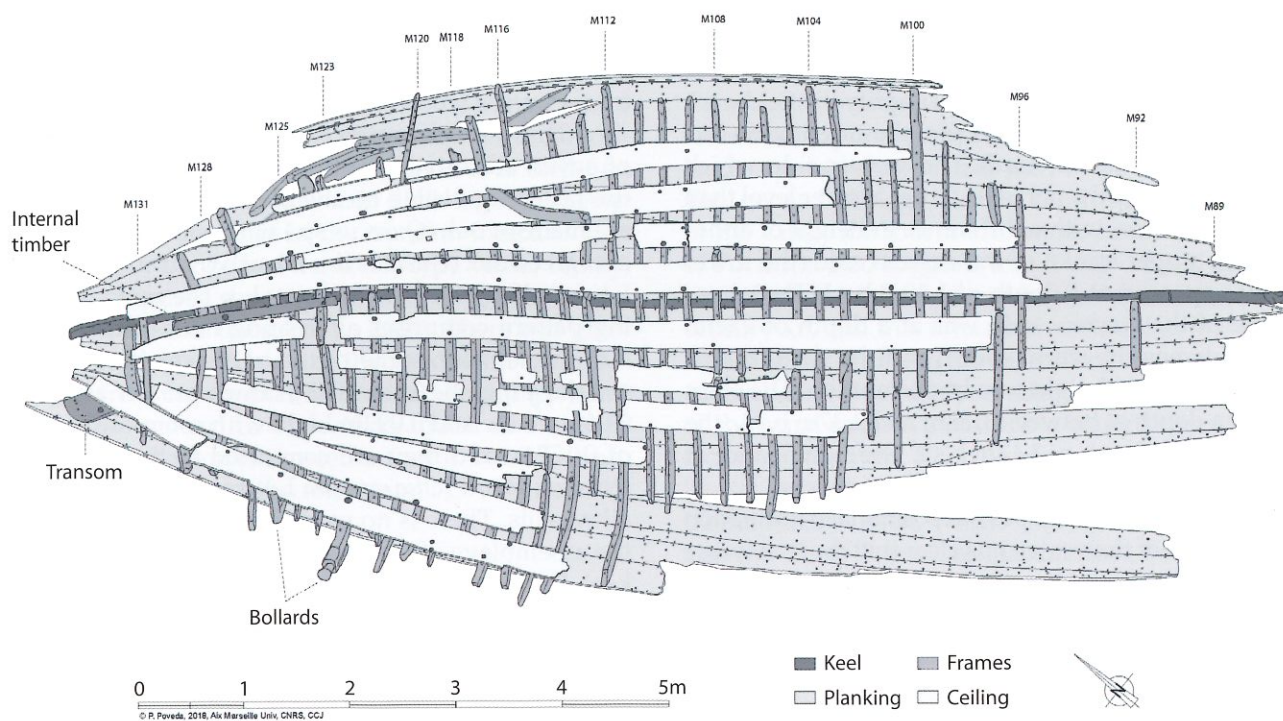 M112
M108
M104
M100
M116
M118
M120
M123
M96
M92
M125
M128
M131
M89
Internal
timber
Transom
Bollards
Keel
Frames
Planking
Ceiling
0 1 2 3 4 5m
© P. Poveda, 2018, Aix Marseille Univ, CNRS, CCJ
N